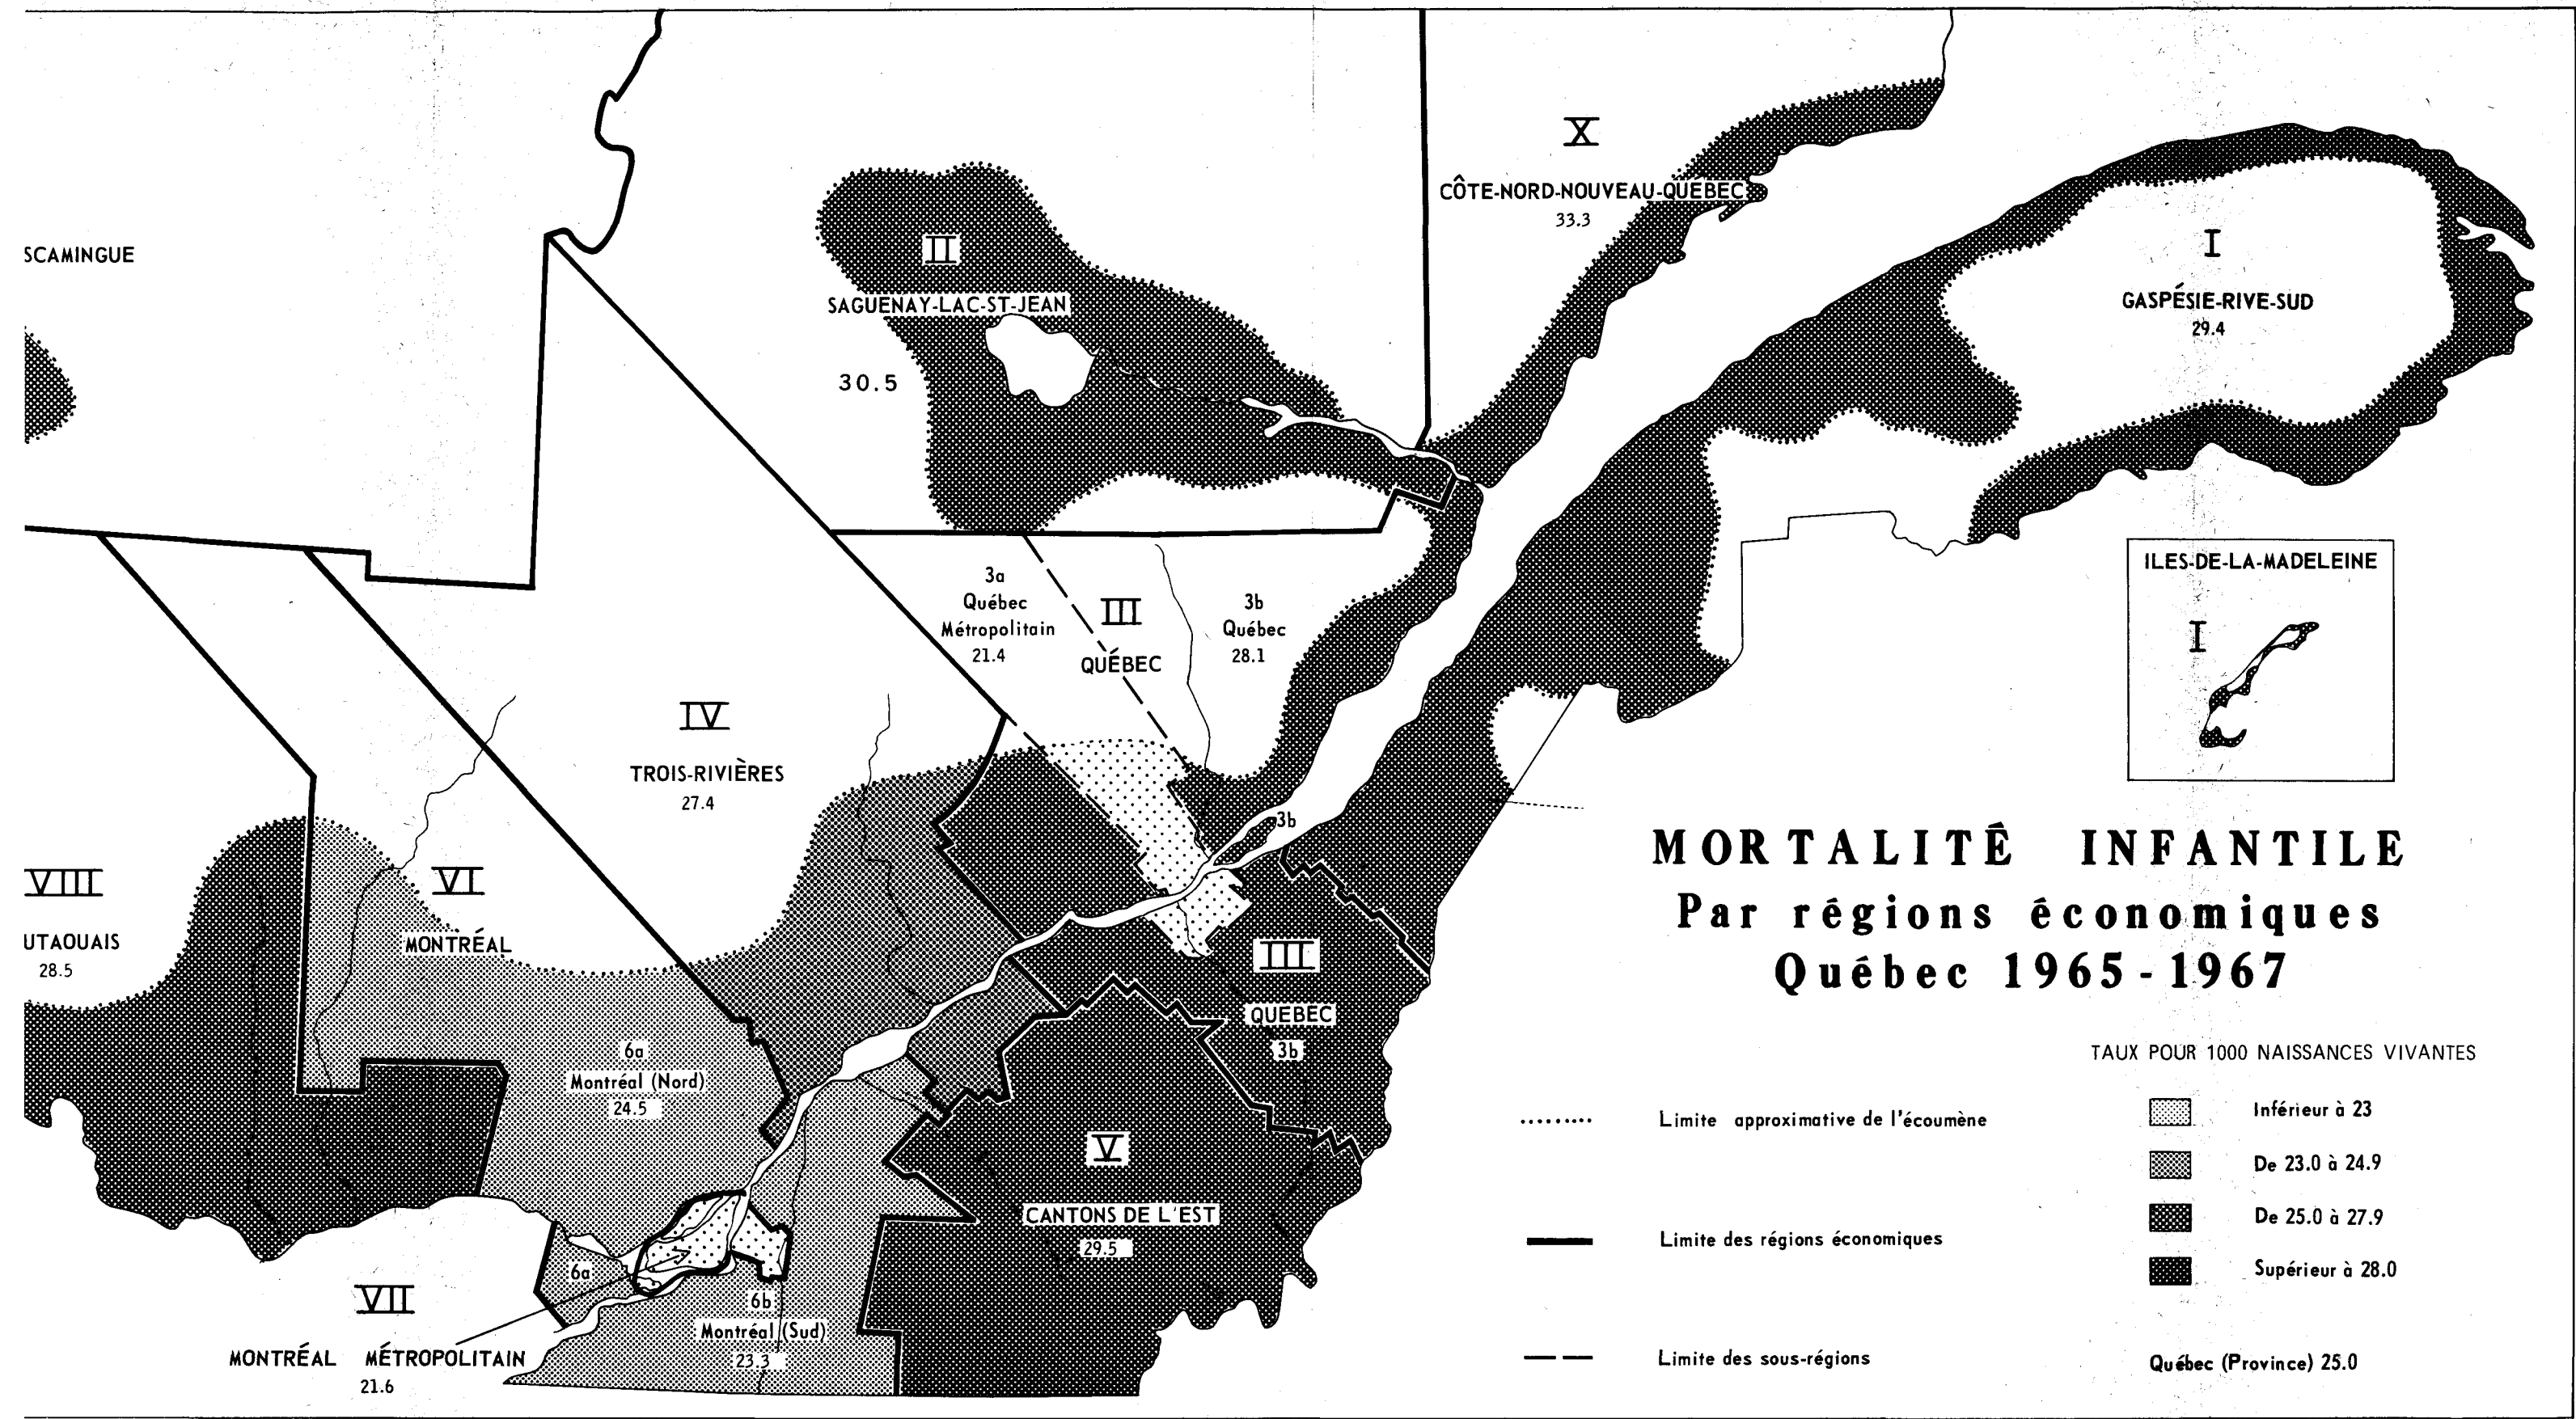 X
CÔTE-NORD-NOUVEAU-QUEBEC
33.3
I
GASPÉSIE-RIVE-SUD
29.4
SCAMINGUE
II
SAGUENAY-LAC-ST-JEAN
30.5
3a
Québec
Métropolitain
21.4
III
QUÉBEC
3b
Québec
28.1
ILES-DE-LA-MADELEINE
I
IV
TROIS-RIVIÈRES
27.4
3b
VIII
UTAOUAIS
28.5
VI
MONTRÉAL
III
QUEBEC
3b
6a
Montréal (Nord)
24.5
V
CANTONS DE L'EST
29.5
6a
6b
Montréal (Sud)
23.3
VII
MONTRÉAL MÉTROPOLITAIN
21.6
MORTALITÉ INFANTILE
Par régions économiques
Québec 1965-1967
TAUX POUR 1000 NAISSANCES VIVANTES
Inférieur à 23
De 23.0 à 24.9
De 25.0 à 27.9
Supérieur à 28.0
Limite approximative de l'écoumène
Limite des régions économiques
Limite des sous-régions
Québec (Province) 25.0